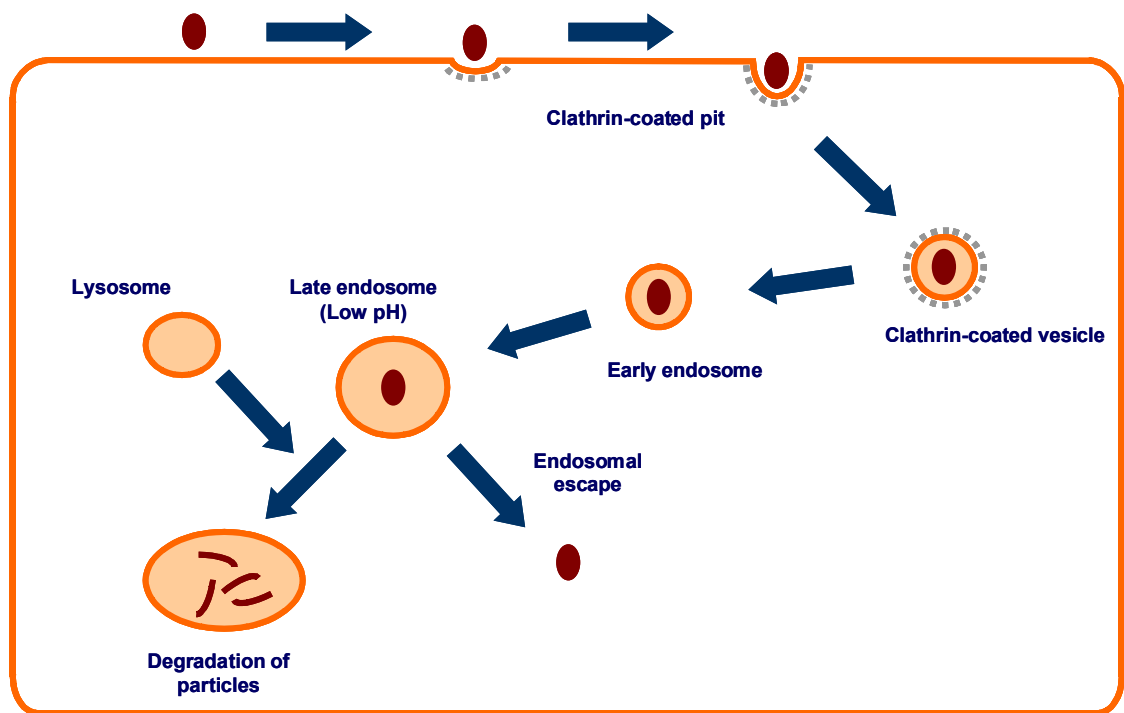 Clathrin-coated pit
Lysosome
Late endosome
(Low pH)
Clathrin-coated vesicle
Early endosome
Endosomal
escape
Degradation of
particles